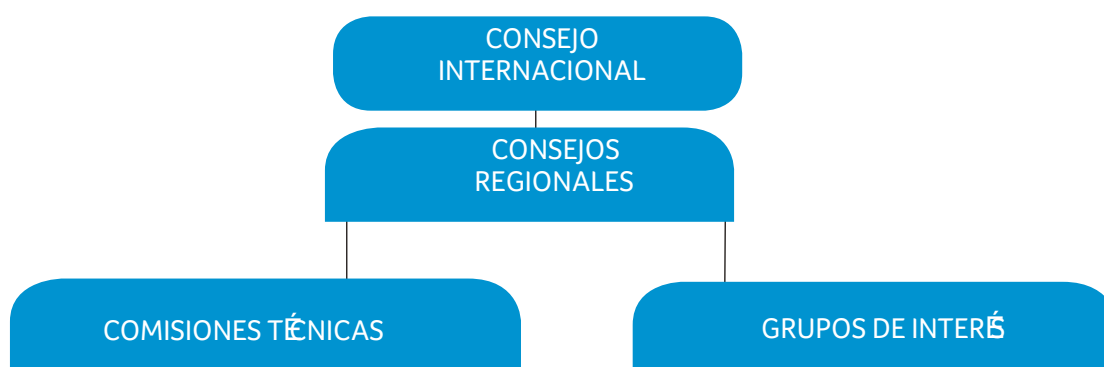 CONSEJO
INTERNACIONAL
CONSEJOS
REGIONALES
COMISIONES TÉCNICAS
GRUPOS DE INTERÉS